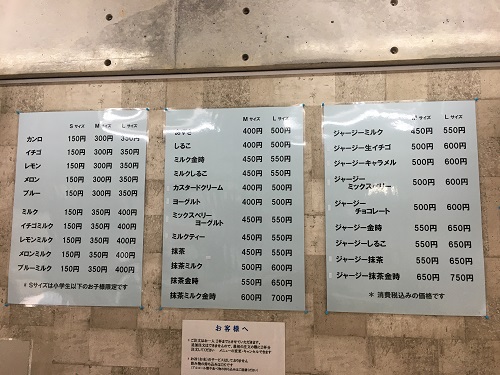 Sサイズ Mサイズ Lサイズ
カンロ 150円 300円 350円
イチゴ 150円 300円 350円
レモン 150円 300円 350円
メロン 150円 300円 350円
ブルー 150円 300円 350円
ミルク 150円 350円 400円
イチゴミルク 150円 350円 400円
レモンミルク 150円 350円 400円
メロンミルク 150円 350円 400円
ブルーミルク 150円 350円 400円
* Sサイズは小学生以下のお子様限定です
Mサイズ Lサイズ
400円 500円
しるこ 400円 500円
ミルク金時 450円 550円
ミルクしるこ 450円 550円
カスタードクリーム 400円 500円
ヨーグルト 400円 500円
ミックスベリー
ヨーグルト 450円 550円
ミルクティー 450円 550円
抹茶 450円 550円
抹茶ミルク 500円 600円
抹茶金時 550円 650円
抹茶ミルク金時 600円 700円
Mサイズ Lサイズ
ジャージーミルク 450円 550円
ジャージー生イチゴ 500円 600円
ジャージーキャラメル 500円 600円
ジャージー
ミックスベリー 500円 600円
ジャージー
チョコレート 500円 600円
ジャージー金時 550円 650円
ジャージーしるこ 550円 650円
ジャージー抹茶 550円 650円
ジャージー抹茶金時 650円 750円
* 消費税込みの価格です
お客様へ